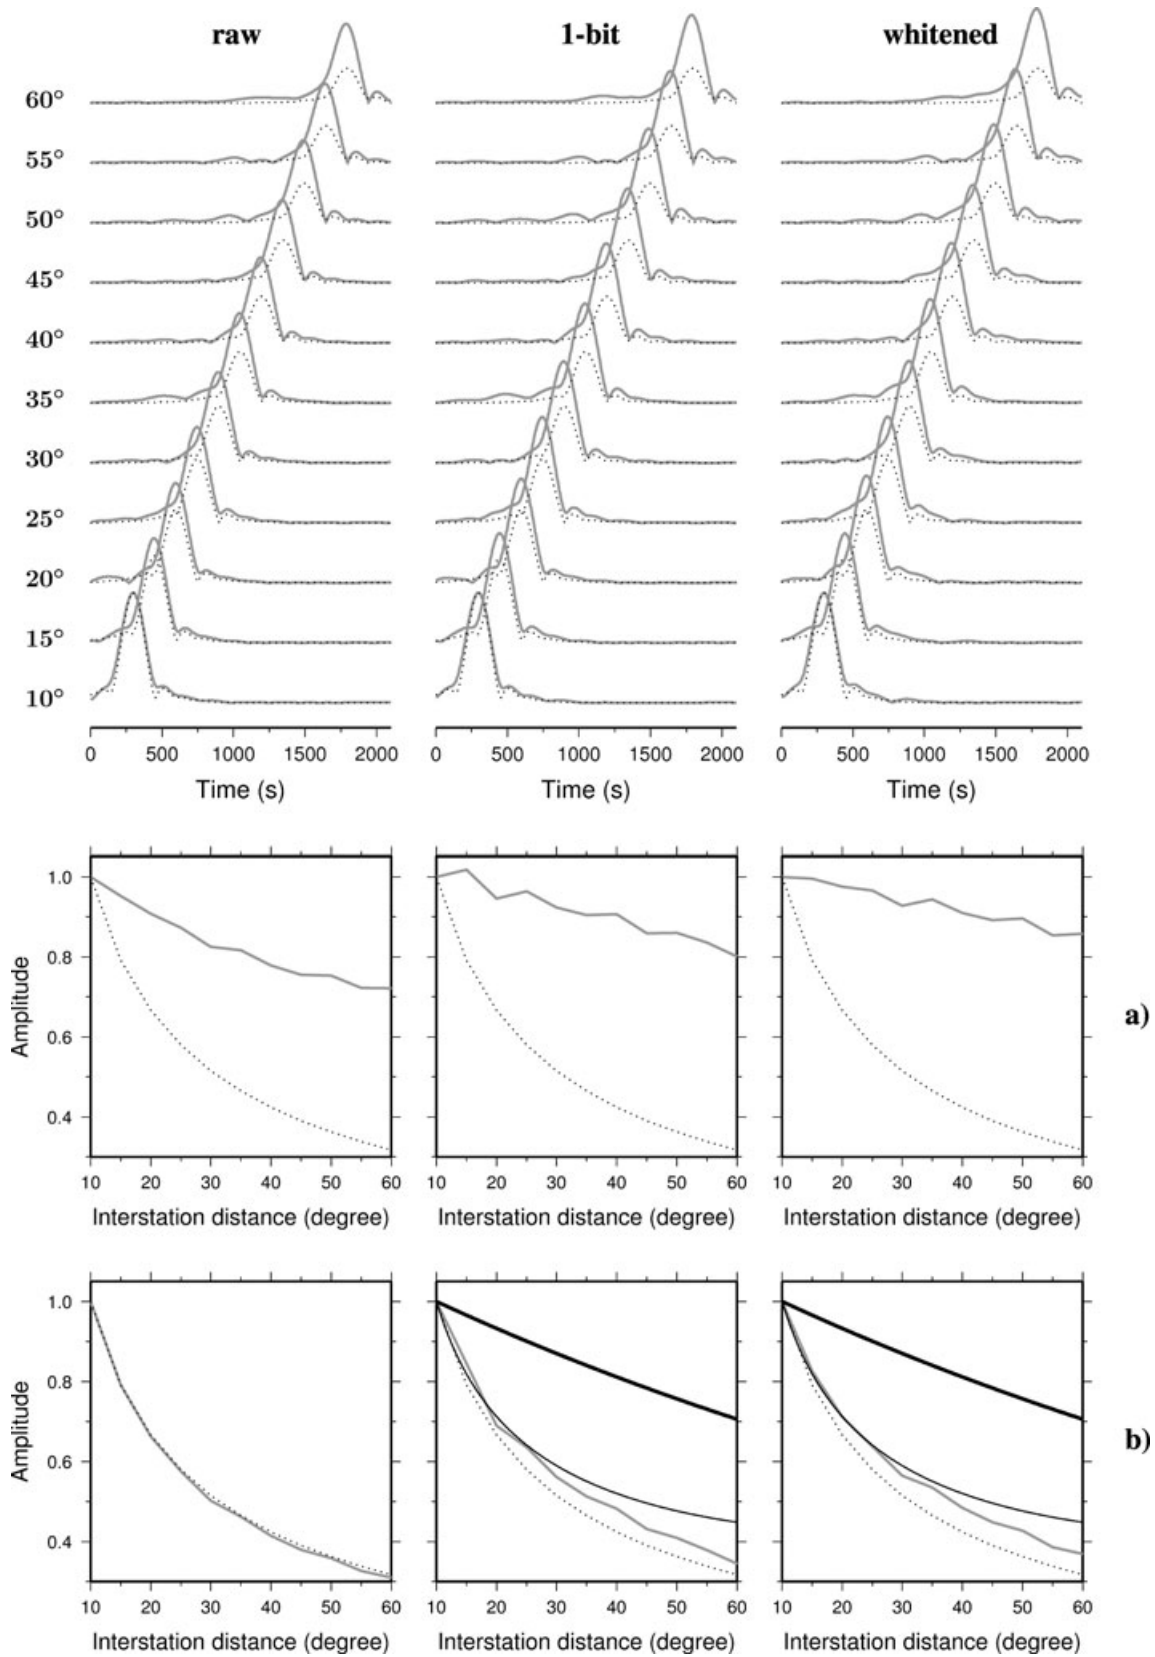 raw 1-bit whitened
60°
55°
50°
45°
40°
35°
30°
25°
20°
15°
10°
0 500 1000 1500 2000 0 500 1000 1500 2000 0 500 1000 1500 2000
Time (s) Time (s) Time (s)
1.0
0.8
0.6
0.4
Amplitude
a)
10 20 30 40 50 60 10 20 30 40 50 60 10 20 30 40 50 60
Interstation distance (degree) Interstation distance (degree) Interstation distance (degree)
1.0
0.8
0.6
0.4
Amplitude
b)
10 20 30 40 50 60 10 20 30 40 50 60 10 20 30 40 50 60
Interstation distance (degree) Interstation distance (degree) Interstation distance (degree)